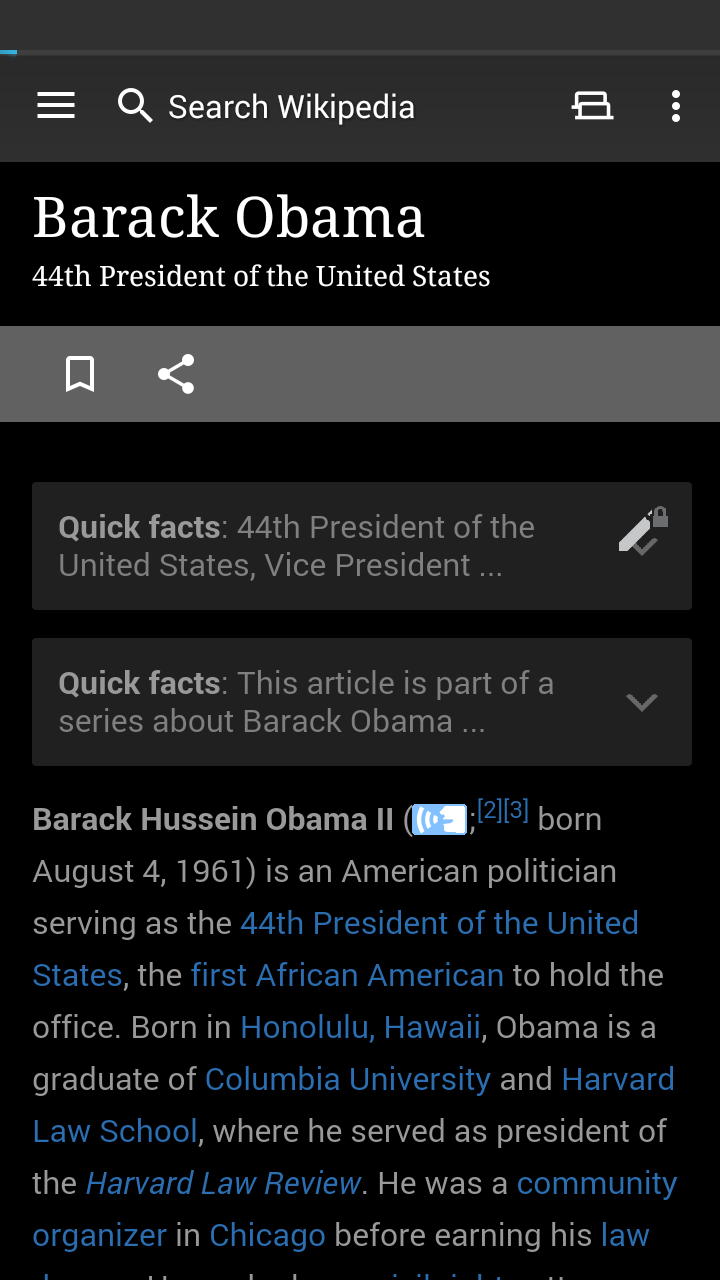 Search Wikipedia
Barack Obama
44th President of the United States
Quick facts: 44th President of the
United States, Vice President ...
Quick facts: This article is part of a
series about Barack Obama ...
Barack Hussein Obama II (;[2][3] born
August 4, 1961) is an American politician
serving as the 44th President of the United
States, the first African American to hold the
office. Born in Honolulu, Hawaii, Obama is a
graduate of Columbia University and Harvard
Law School, where he served as president of
the Harvard Law Review. He was a community
organizer in Chicago before earning his law